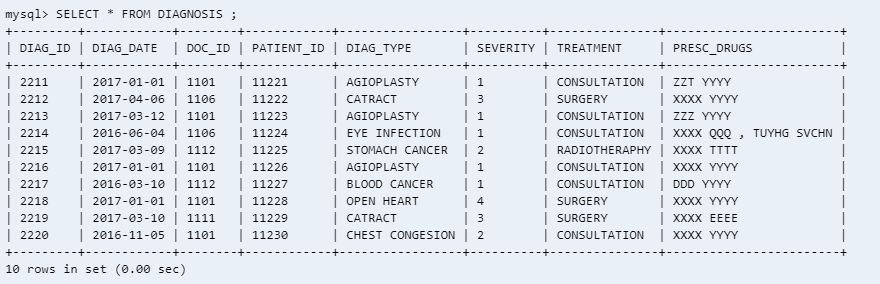 mysql> SELECT * FROM DIAGNOSIS ;
+---------+------------+--------+------------+----------------+----------+--------------+------------------------+
| DIAG_ID | DIAG_DATE | DOC_ID | PATIENT_ID | DIAG_TYPE | SEVERITY | TREATMENT | PRESC_DRUGS |
+---------+------------+--------+------------+----------------+----------+--------------+------------------------+
| 2211 | 2017-01-01 | 1101 | 11221 | AGIOPLASTY | 1 | CONSULTATION | ZZT YYYY |
| 2212 | 2017-04-06 | 1106 | 11222 | CATRACT | 3 | SURGERY | XXXX YYYY |
| 2213 | 2017-03-12 | 1101 | 11223 | AGIOPLASTY | 1 | CONSULTATION | ZZZ YYYY |
| 2214 | 2016-06-04 | 1106 | 11224 | EYE INFECTION | 1 | CONSULTATION | XXXX QQQ , TUYHG SVCHN |
| 2215 | 2017-03-09 | 1112 | 11225 | STOMACH CANCER | 2 | RADIOTHERAPHY | XXXX TTTT |
| 2216 | 2017-01-01 | 1101 | 11226 | AGIOPLASTY | 1 | CONSULTATION | XXXX YYYY |
| 2217 | 2016-03-10 | 1112 | 11227 | BLOOD CANCER | 1 | CONSULTATION | DDD YYYY |
| 2218 | 2017-01-01 | 1101 | 11228 | OPEN HEART | 4 | SURGERY | XXXX YYYY |
| 2219 | 2017-03-10 | 1111 | 11229 | CATRACT | 3 | SURGERY | XXXX EEEE |
| 2220 | 2016-11-05 | 1101 | 11230 | CHEST CONGESION | 2 | CONSULTATION | XXXX YYYY |
+---------+------------+--------+------------+----------------+----------+--------------+------------------------+
10 rows in set (0.00 sec)